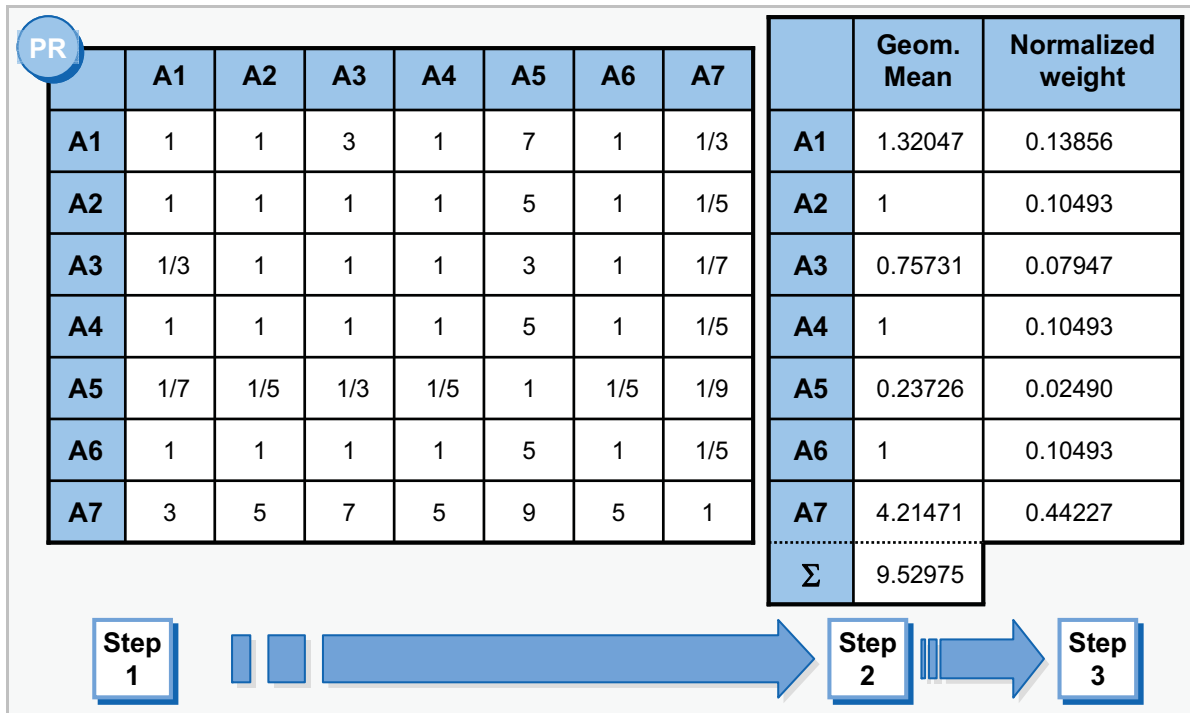 PR
A1 A2 A3 A4 A5 A6 A7
A1 1 1 3 1 7 1 1/3
A2 1 1 1 1 5 1 1/5
A3 1/3 1 1 1 3 1 1/7
A4 1 1 1 1 5 1 1/5
A5 1/7 1/5 1/3 1/5 1 1/5 1/9
A6 1 1 1 1 5 1 1/5
A7 3 5 7 5 9 5 1
Geom. Normalized
Mean weight
A1 1.32047 0.13856
A2 1 0.10493
A3 0.75731 0.07947
A4 1 0.10493
A5 0.23726 0.02490
A6 1 0.10493
A7 4.21471 0.44227
Σ 9.52975
Step
1
Step
2
Step
3